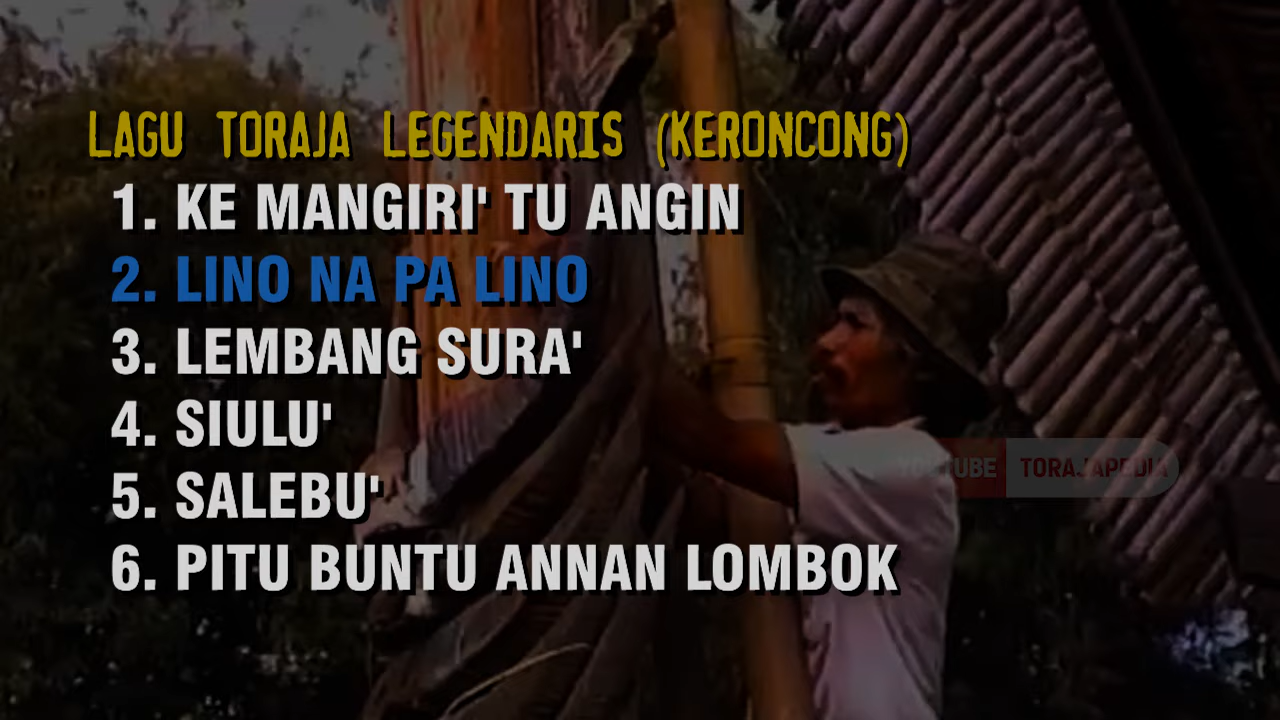 LAGU TORAJA LEGENDARIS (KERONCONG)
1. KE MANGIRI' TU ANGIN
2. LINO NA PA LINO
3. LEMBANG SURA'
4. SIULU'
5. SALEBU'
6. PITU BUNTU ANNAN LOMBOK
YOUTUBE TORAJAPEDIA